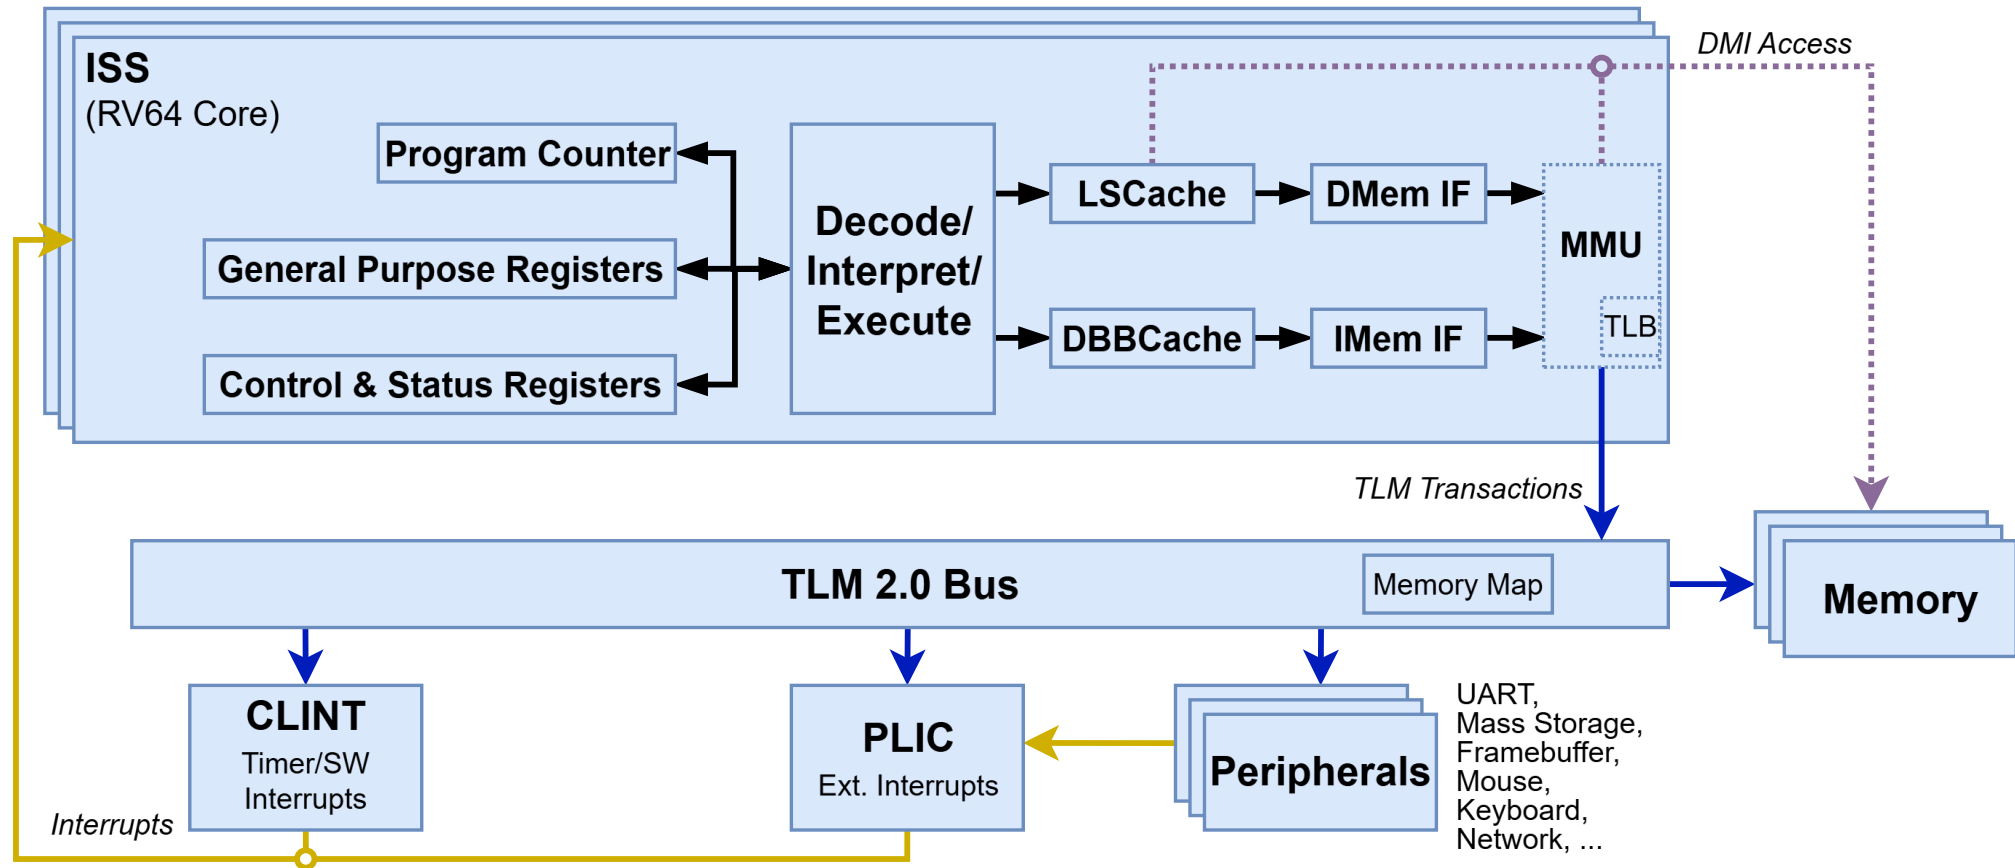 DMI Access
ISS
(RV64 Core)
Program Counter
General Purpose Registers
Control & Status Registers
Decode/
Interpret/
Execute
LSCache
DMem IF
MMU
TLB
DBBCache
IMem IF
TLM Transactions
TLM 2.0 Bus
Memory Map
Memory
CLINT
Timer/SW
Interrupts
PLIC
Ext. Interrupts
Peripherals
UART,
Mass Storage,
Framebuffer,
Mouse,
Keyboard,
Network, ...
Interrupts